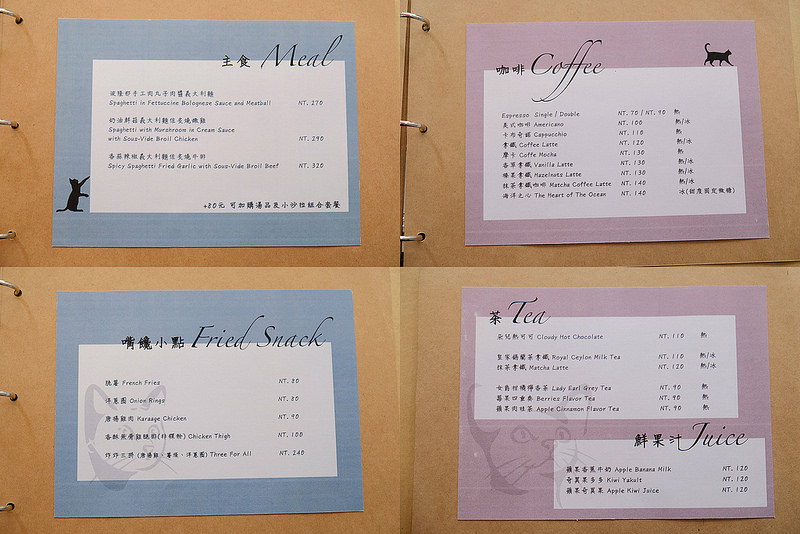 主食 Meal
波隆那手工肉丸子肉醬義大利麵
Spaghetti in Fettuccine Bolognese Sauce and Meatball NT. 270
奶油鮮菇義大利麵佐炙燒嫩雞
Spaghetti with Murshroom in Cream Sauce
with Sous-Vide Broil Chicken NT. 290
香蒜辣椒義大利麵佐炙燒牛排
Spicy Spaghetti Fried Garlic with Sous-Vide Broil Beef NT. 320
+80元 可加購湯品及小沙拉組合套餐
咖啡 Coffee
Espresso Single / Double NT. 70 / NT. 90 熱
美式咖啡 Americano NT. 100 熱/冰
卡布奇諾 Cappucchio NT. 110 熱
拿鐵 Coffee Latte NT. 120 熱/冰
摩卡 Coffe Mocha NT. 130 熱
香草拿鐵 Vanilla Latte NT. 130 熱/冰
榛果拿鐵 Hazelnuts Latte NT. 130 熱/冰
抹茶拿鐵咖啡 Matcha Coffee Latte NT. 140 熱/冰
海洋之心 The Heart of The Ocean NT. 140 冰(甜度固定微糖)
嘴饞小點 Fried Snack
脆薯 French Fries NT. 80
洋蔥圈 Onion Rings NT. 80
唐揚雞肉 Karaage Chicken NT. 90
香酥無骨雞腿排(非裸粉) Chicken Thigh NT. 100
炸炸三拼 (唐揚雞、薯條、洋蔥圈) Three For All NT. 240
茶 Tea
朵兒熱可可 Cloudy Hot Chocolate NT. 110 熱
皇家錫蘭茶拿鐵 Royal Ceylon Milk Tea NT. 110 熱/冰
抹茶拿鐵 Matcha Latte NT. 120 熱/冰
女爵柑橘檸香茶 Lady Earl Grey Tea NT. 90 熱
莓果四重奏 Berries Flavor Tea NT. 90 熱
蘋果肉桂茶 Apple Cinnamon Flavor Tea NT. 90 熱
鮮果汁 Juice
蘋果香蕉牛奶 Apple Banana Milk NT. 120
奇異果多多 Kiwi Yakult NT. 120
蘋果奇異果 Apple Kiwi Juice NT. 120